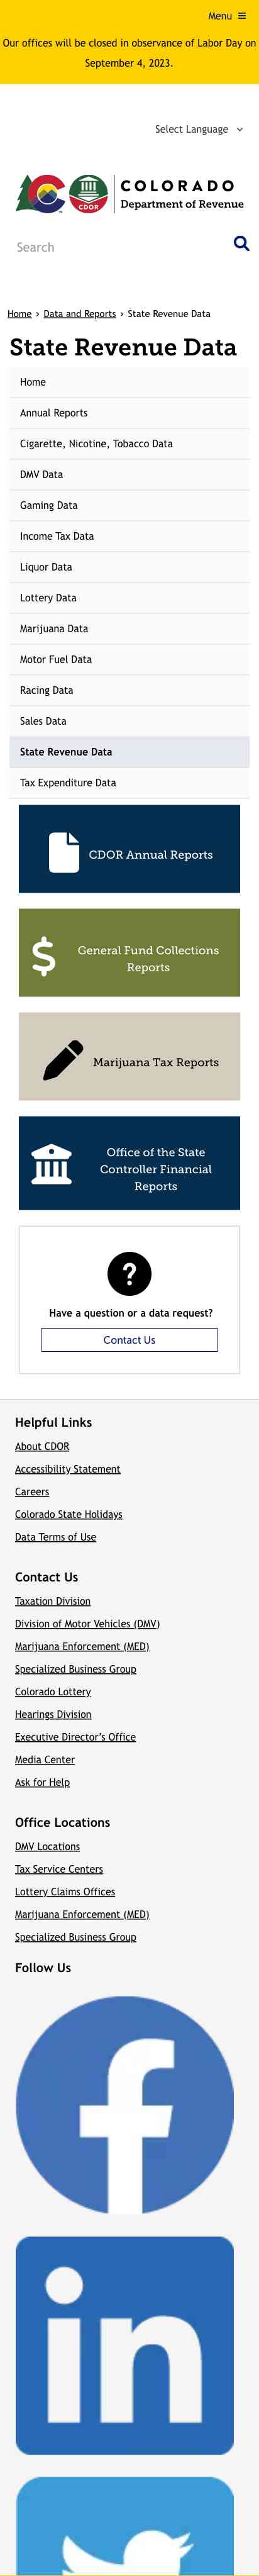 Menu
Our offices will be closed in observance of Labor Day on
September 4, 2023.
Select Language
CDOR
COLORADO
Department of Revenue
Search
Home › Data and Reports › State Revenue Data
State Revenue Data
Home
Annual Reports
Cigarette, Nicotine, Tobacco Data
DMV Data
Gaming Data
Income Tax Data
Liquor Data
Lottery Data
Marijuana Data
Motor Fuel Data
Racing Data
Sales Data
State Revenue Data
Tax Expenditure Data
CDOR Annual Reports
General Fund Collections
Reports
Marijuana Tax Reports
Office of the State
Controller Financial
Reports
Have a question or a data request?
Contact Us
Helpful Links
About CDOR
Accessibility Statement
Careers
Colorado State Holidays
Data Terms of Use
Contact Us
Taxation Division
Division of Motor Vehicles (DMV)
Marijuana Enforcement (MED)
Specialized Business Group
Colorado Lottery
Hearings Division
Executive Director's Office
Media Center
Ask for Help
Office Locations
DMV Locations
Tax Service Centers
Lottery Claims Offices
Marijuana Enforcement (MED)
Specialized Business Group
Follow Us